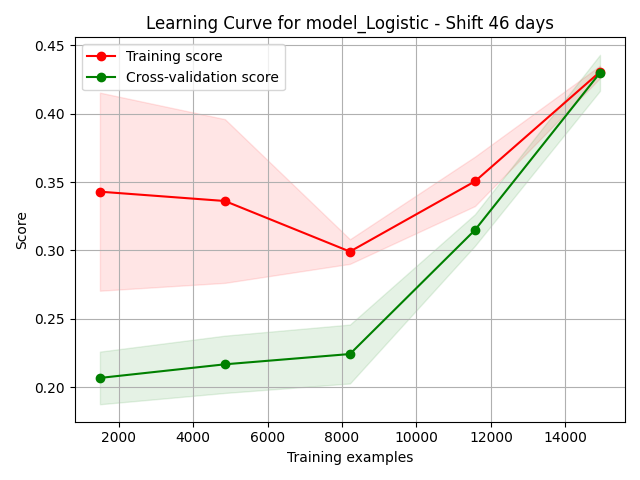 Learning Curve for model_Logistic - Shift 46 days
Training score
Cross-validation score
0.45
0.40
0.35
0.30
0.25
0.20
Score
2000 4000 6000 8000 10000 12000 14000
Training examples